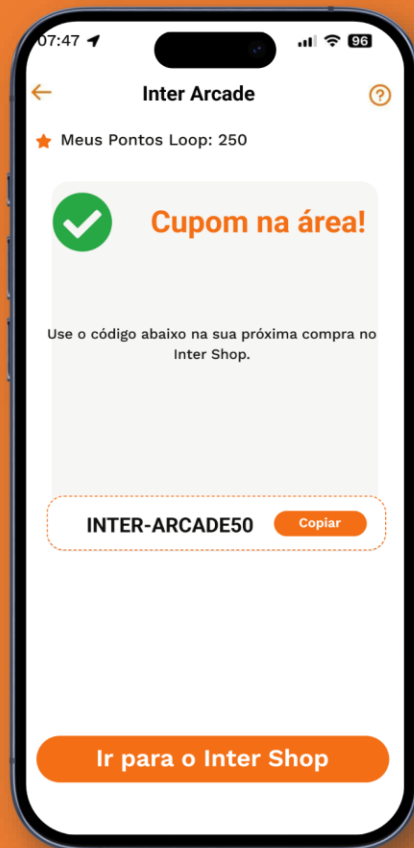 07:47
96
Inter Arcade
?
Meus Pontos Loop: 250
Cupom na área!
Use o código abaixo na sua próxima compra no
Inter Shop.
INTER-ARCADE50 Copiar
Ir para o Inter Shop